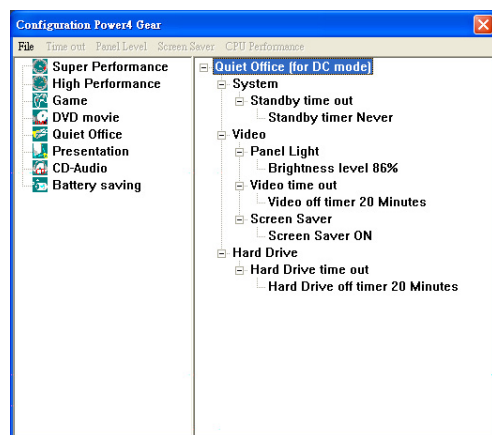 Configuration Power4 Gear
File Time out Panel Level Screen Saver CPU Performance
Super Performance
High Performance
Game
DVD movie
Quiet Office
Presentation
CD-Audio
Battery saving
Quiet Office [for DC mode]
System
Standby time out
Standby timer Never
Video
Panel Light
Brightness level 86%
Video time out
Video off timer 20 Minutes
Screen Saver
Screen Saver ON
Hard Drive
Hard Drive time out
Hard Drive off timer 20 Minutes